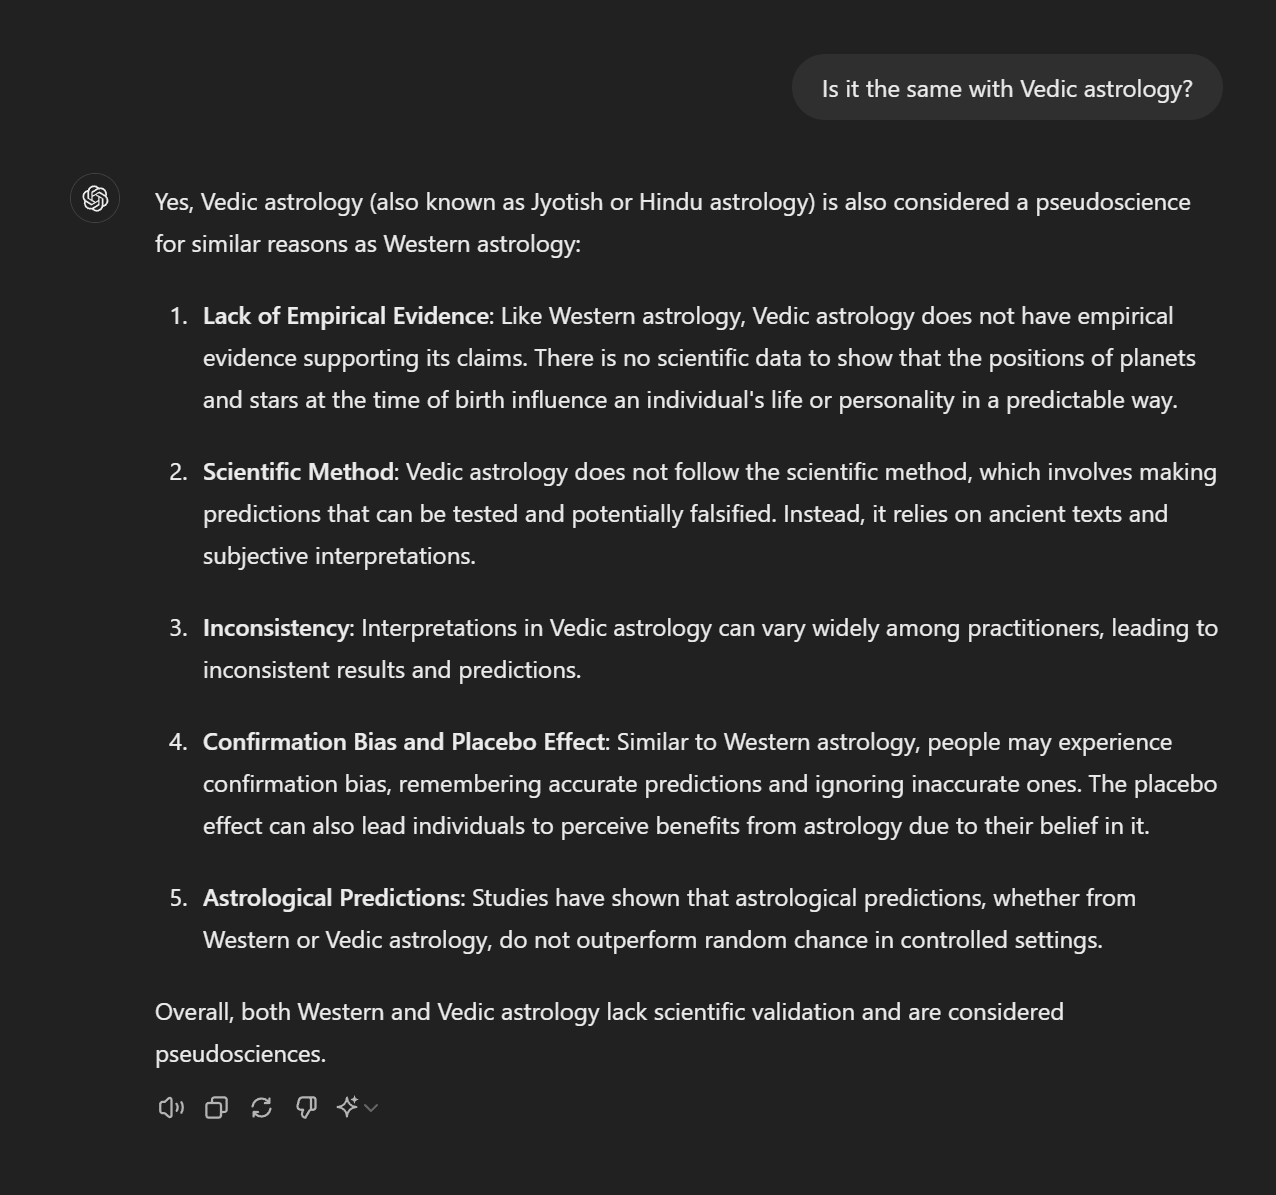 Is it the same with Vedic astrology?
Yes, Vedic astrology (also known as Jyotish or Hindu astrology) is also considered a pseudoscience
for similar reasons as Western astrology:
1. Lack of Empirical Evidence: Like Western astrology, Vedic astrology does not have empirical
evidence supporting its claims. There is no scientific data to show that the positions of planets
and stars at the time of birth influence an individual's life or personality in a predictable way.
2. Scientific Method: Vedic astrology does not follow the scientific method, which involves making
predictions that can be tested and potentially falsified. Instead, it relies on ancient texts and
subjective interpretations.
3. Inconsistency: Interpretations in Vedic astrology can vary widely among practitioners, leading to
inconsistent results and predictions.
4. Confirmation Bias and Placebo Effect: Similar to Western astrology, people may experience
confirmation bias, remembering accurate predictions and ignoring inaccurate ones. The placebo
effect can also lead individuals to perceive benefits from astrology due to their belief in it.
5. Astrological Predictions: Studies have shown that astrological predictions, whether from
Western or Vedic astrology, do not outperform random chance in controlled settings.
Overall, both Western and Vedic astrology lack scientific validation and are considered
pseudosciences.